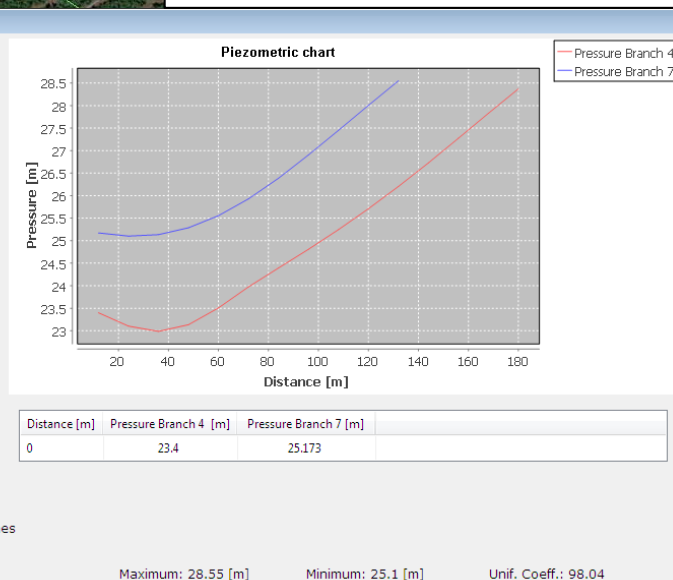 Piezometric chart
Pressure Branch 4
Pressure Branch 7
Pressure [m]
28.5
28
27.5
27
26.5
26
25.5
25
24.5
24
23.5
23
20 40 60 80 100 120 140 160 180
Distance [m]
Distance [m] Pressure Branch 4 [m] Pressure Branch 7 [m]
0 23.4 25.173
es
Maximum: 28.55 [m] Minimum: 25.1 [m] Unif. Coeff.: 98.04